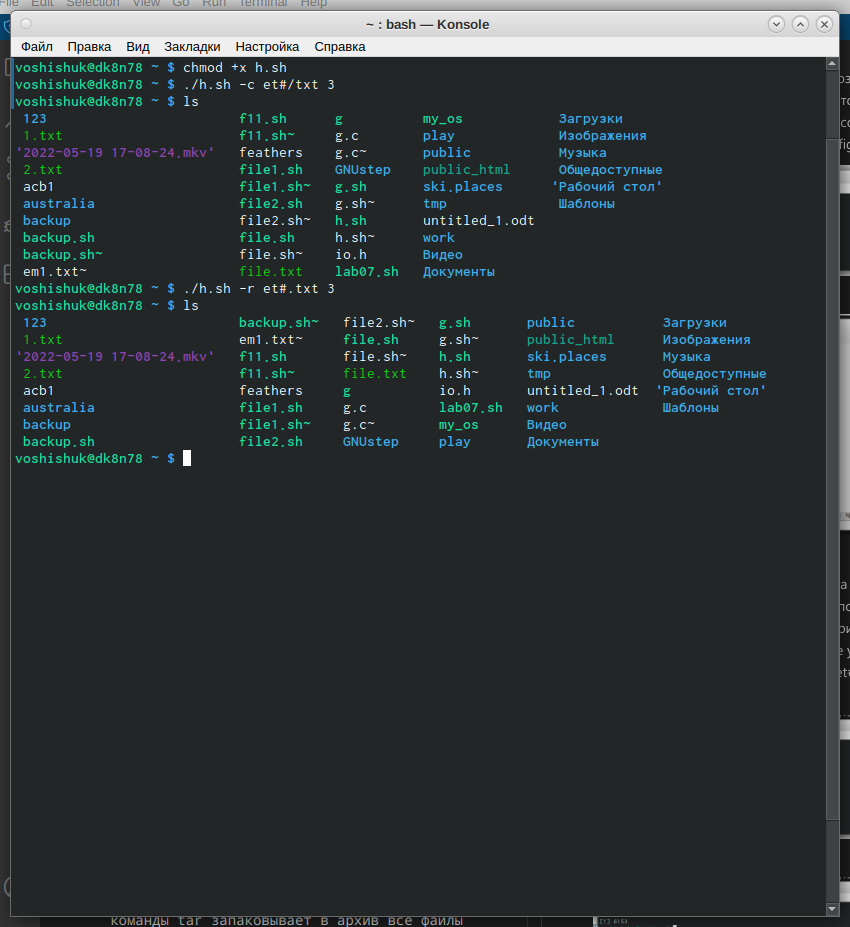 File Edit Selection View Go Run Terminal Help
~ : bash — Konsole
Файл Правка Вид Закладки Настройка Справка
voshishuk@dk8n78 ~ $ chmod +x h.sh
voshishuk@dk8n78 ~ $ ./h.sh -c et#/txt 3
voshishuk@dk8n78 ~ $ ls
123 f11.sh g my_os Загрузки
1.txt f11.sh~ g.c play Изображения
'2022-05-19 17-08-24.mkv' feathers g.c~ public Музыка
2.txt file1.sh GNUstep public_html Общедоступные
acb1 file1.sh~ g.sh ski.places 'Рабочий стол'
australia file2.sh g.sh~ tmp Шаблоны
backup file2.sh~ h.sh untitled_1.odt
backup.sh file.sh h.sh~ work
backup.sh~ file.sh~ io.h Видео
em1.txt~ file.txt lab07.sh Документы
voshishuk@dk8n78 ~ $ ./h.sh -r et#.txt 3
voshishuk@dk8n78 ~ $ ls
123 backup.sh~ file2.sh~ g.sh public Загрузки
1.txt em1.txt~ file.sh g.sh~ public_html Изображения
'2022-05-19 17-08-24.mkv' f11.sh file.sh~ h.sh ski.places Музыка
2.txt f11.sh~ file.txt h.sh~ tmp Общедоступные
acb1 feathers g io.h untitled_1.odt 'Рабочий стол'
australia file1.sh g.c lab07.sh work Шаблоны
backup file1.sh~ g.c~ my_os Видео
backup.sh file2.sh GNUstep play Документы
voshishuk@dk8n78 ~ $
команды tar запаковывает в архив все файлы